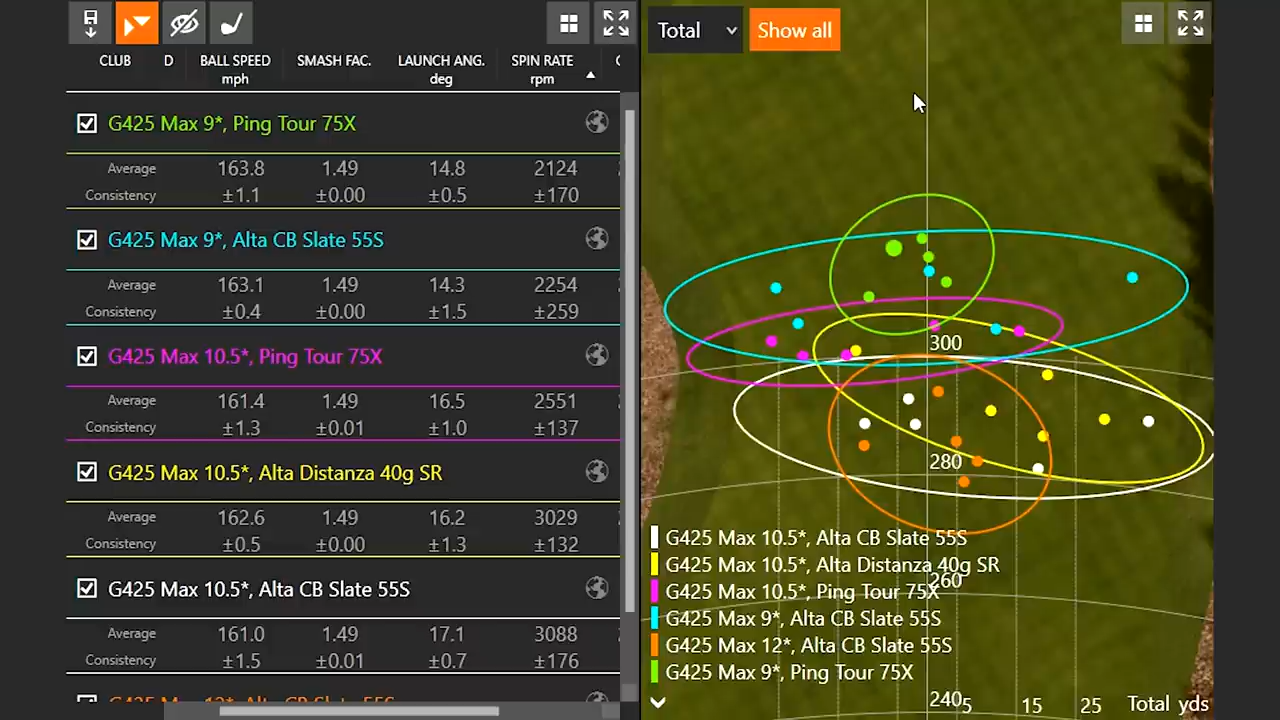 CLUB D BALL SPEED SMASH FAC. LAUNCH ANG. SPIN RATE
mph deg rpm
G425 Max 9*, Ping Tour 75X
Average 163.8 1.49 14.8 2124
Consistency ±1.1 ±0.00 ±0.5 ±170
G425 Max 9*, Alta CB Slate 55S
Average 163.1 1.49 14.3 2254
Consistency ±0.4 ±0.00 ±1.5 ±259
G425 Max 10.5*, Ping Tour 75X
Average 161.4 1.49 16.5 2551
Consistency ±1.3 ±0.01 ±1.0 ±137
G425 Max 10.5*, Alta Distanza 40g SR
Average 162.6 1.49 16.2 3029
Consistency ±0.5 ±0.00 ±1.3 ±132
G425 Max 10.5*, Alta CB Slate 55S
Average 161.0 1.49 17.1 3088
Consistency ±1.5 ±0.01 ±0.7 ±176
G425 Max 12*, Alta CB Slate 55S
Total Show all
300
280
G425 Max 10.5*, Alta CB Slate 55S
G425 Max 10.5*, Alta Distanza 40g SR
260
G425 Max 10.5*, Ping Tour 75X
G425 Max 9*, Alta CB Slate 55S
G425 Max 12*, Alta CB Slate 55S
G425 Max 9*, Ping Tour 75X
240 5 15 25 Total yds